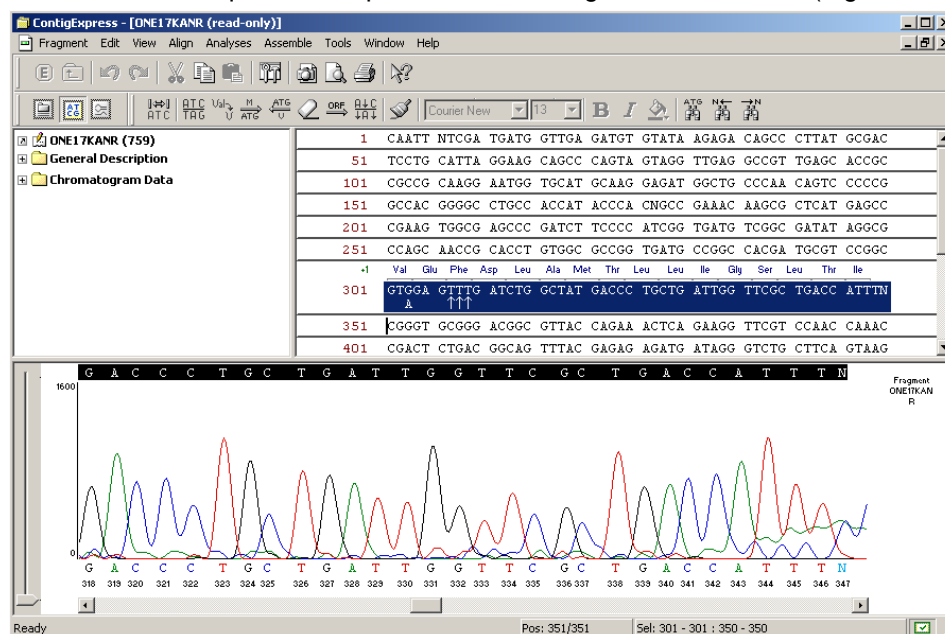 ContigExpress - [ONE17KANR (read-only)]
Fragment Edit View Align Analyses Assemble Tools Window Help
Courier New 13 B I
ONE17KANR (759)
General Description
Chromatogram Data
1 CAATT NTCGA TGATG GTTGA GATGT GTATA AGAGA CAGCC CTTAT GCGAC
51 TCCTG CATTA GGAAG CAGCC CAGTA GTAGG TTGAG GCCGT TGAGC ACCGC
101 CGCCG CAAGG AATGG TGCAT GCAAG GAGAT GGCTG CCCAA CAGTC CCCCG
151 GCCAC GGGGC CTGCC ACCAT ACCCA CNGCC GAAAC AAGCG CTCAT GAGCC
201 CGAAG TGGCG AGCCC GATCT TCCCC ATCGG TGATG TCGGC GATAT AGGCG
251 CCAGC AACCG CACCT GTGGC GCCGG TGATG CCGGC CACGA TGCGT CCGGC
+1 Val Glu Phe Asp Leu Ala Met Thr Leu Leu Ile Gly Ser Leu Thr Ile
301 GTGGA GTTTG ATCTG GCTAT GACCC TGCTG ATTGG TTCGC TGACC ATTTN
A ↑↑↑
351 CGGGT GCGGG ACGGC GTTAC CAGAA ACTCA GAAGG TTCGT CCAAC CAAAC
401 CGACT CTGAC GGCAG TTTAC GAGAG AGATG ATAGG GTCTG CTTCA GTAAG
G A C C C T G C T G A T T G G T T C G C T G A C C A T T T N
1600
0
Fragment
ONE17KAN
R
G A C C C T G C T G A T T G G T T C G C T G A C C A T T T N
318 319 320 321 322 323 324 325 326 327 328 329 330 331 332 333 334 335 336 337 338 339 340 341 342 343 344 345 346 347
Ready Pos: 351/351 Sel: 301 - 301 : 350 - 350